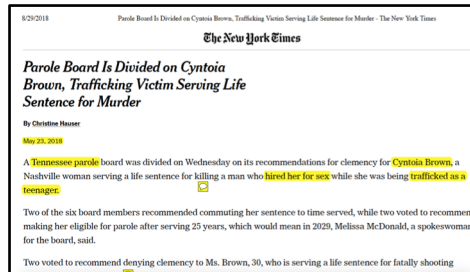 8/29/2018 Parole Board Is Divided on Cyntoia Brown, Trafficking Victim Serving Life Sentence for Murder - The New York Times
The New York Times
Parole Board Is Divided on Cyntoia
Brown, Trafficking Victim Serving Life
Sentence for Murder
By Christine Hauser
May 23, 2018
A Tennessee parole board was divided on Wednesday on its recommendations for clemency for Cyntoia Brown, a
Nashville woman serving a life sentence for killing a man who hired her for sex while she was being trafficked as a
teenager.
Two of the six board members recommended commuting her sentence to time served, while two voted to recommen
making her eligible for parole after serving 25 years, which would mean in 2029, Melissa McDonald, a spokeswoma
for the board, said.
Two voted to recommend denying clemency to Ms. Brown, 30, who is serving a life sentence for fatally shooting